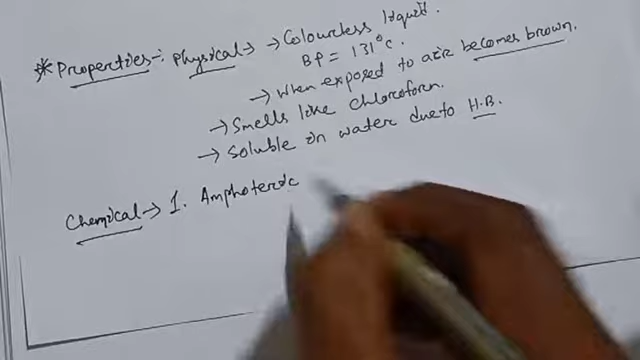 * Properties-: Physical → → Colourless liquid.
BP = 131°C.
→ When exposed to air becomes brown.
→ Smells like chloroform.
→ Soluble in water due to H.B.
Chemical → 1. Amphoteric